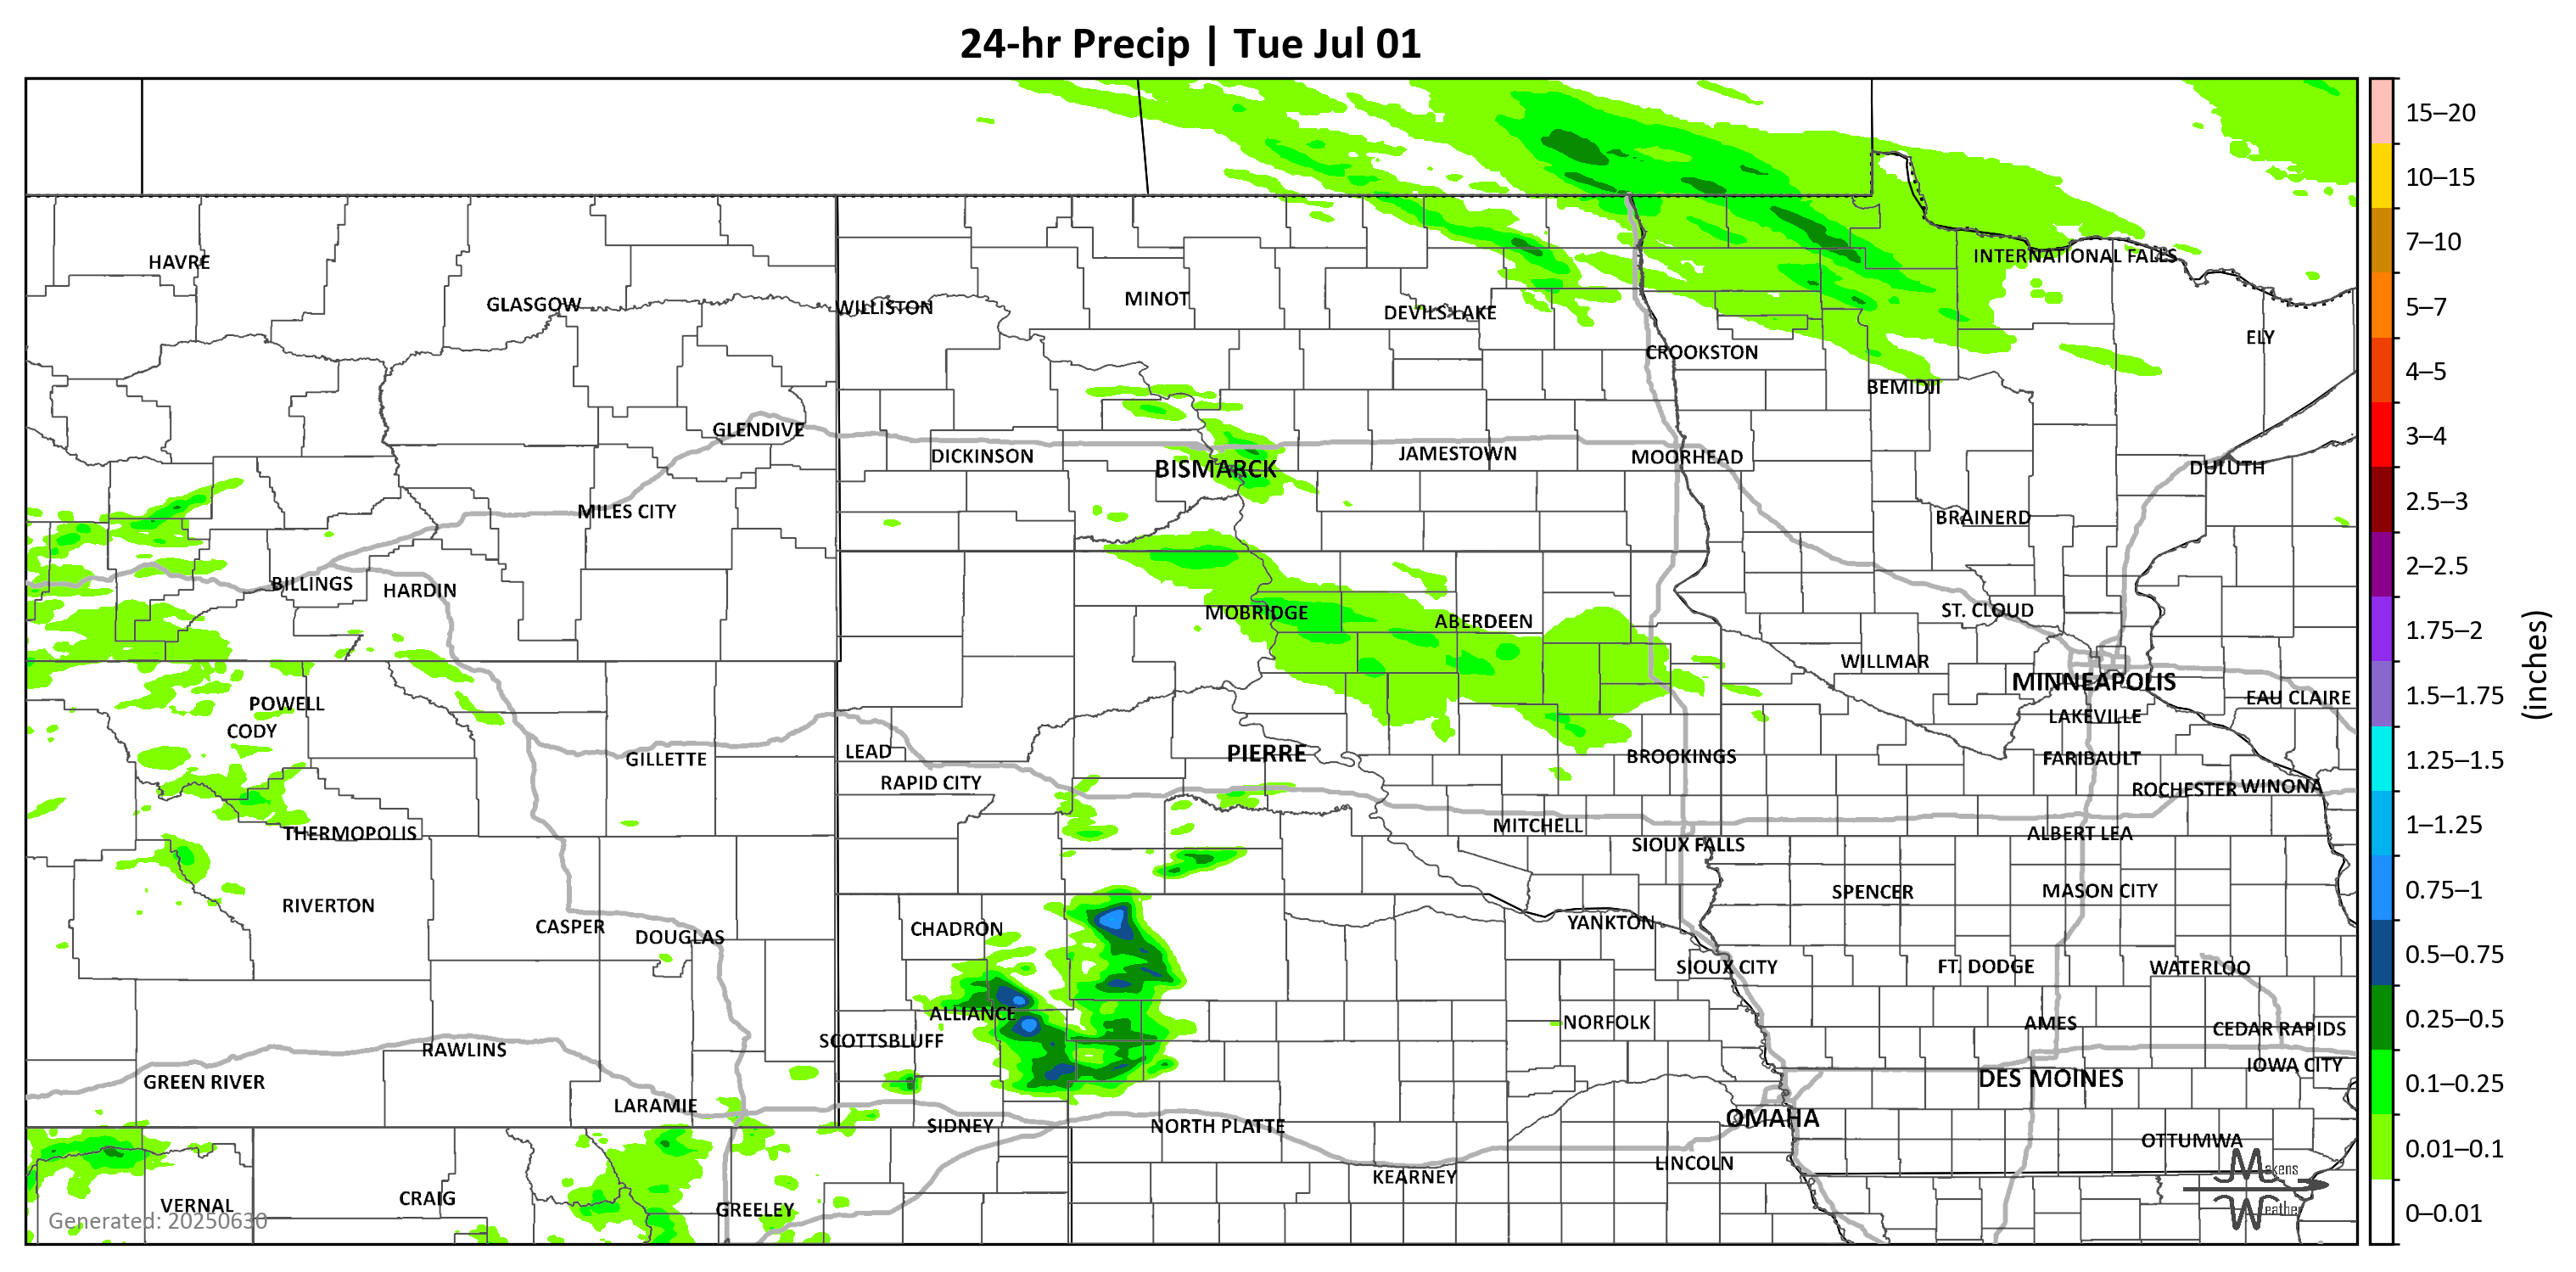 24-hr Precip | Tue Jul 01
15–20
10–15
7–10
5–7
4–5
3–4
2.5–3
2–2.5
1.75–2
1.5–1.75
1.25–1.5
1–1.25
0.75–1
0.5–0.75
0.25–0.5
0.1–0.25
0.01–0.1
0–0.01
(inches)
HAVRE
INTERNATIONAL FALLS
GLASGOW
WILLISTON
MINOT
DEVILS LAKE
ELY
CROOKSTON
BEMIDJI
GLENDIVE
DICKINSON
BISMARCK
JAMESTOWN
MOORHEAD
DULUTH
MILES CITY
BRAINERD
BILLINGS
HARDIN
MOBRIDGE
ABERDEEN
ST. CLOUD
WILLMAR
MINNEAPOLIS
EAU CLAIRE
POWELL
CODY
LAKEVILLE
GILLETTE
LEAD
PIERRE
BROOKINGS
FARIBAULT
RAPID CITY
ROCHESTER
WINONA
THERMOPOLIS
MITCHELL
SIOUX FALLS
ALBERT LEA
RIVERTON
SPENCER
MASON CITY
CASPER
DOUGLAS
CHADRON
YANKTON
SIOUX CITY
FT. DODGE
WATERLOO
ALLIANCE
SCOTTSBLUFF
NORFOLK
AMES
CEDAR RAPIDS
RAWLINS
IOWA CITY
GREEN RIVER
DES MOINES
LARAMIE
SIDNEY
NORTH PLATTE
OMAHA
OTTUMWA
LINCOLN
KEARNEY
VERNAL
CRAIG
GREELEY
Generated: 20250630
Makens
Weather